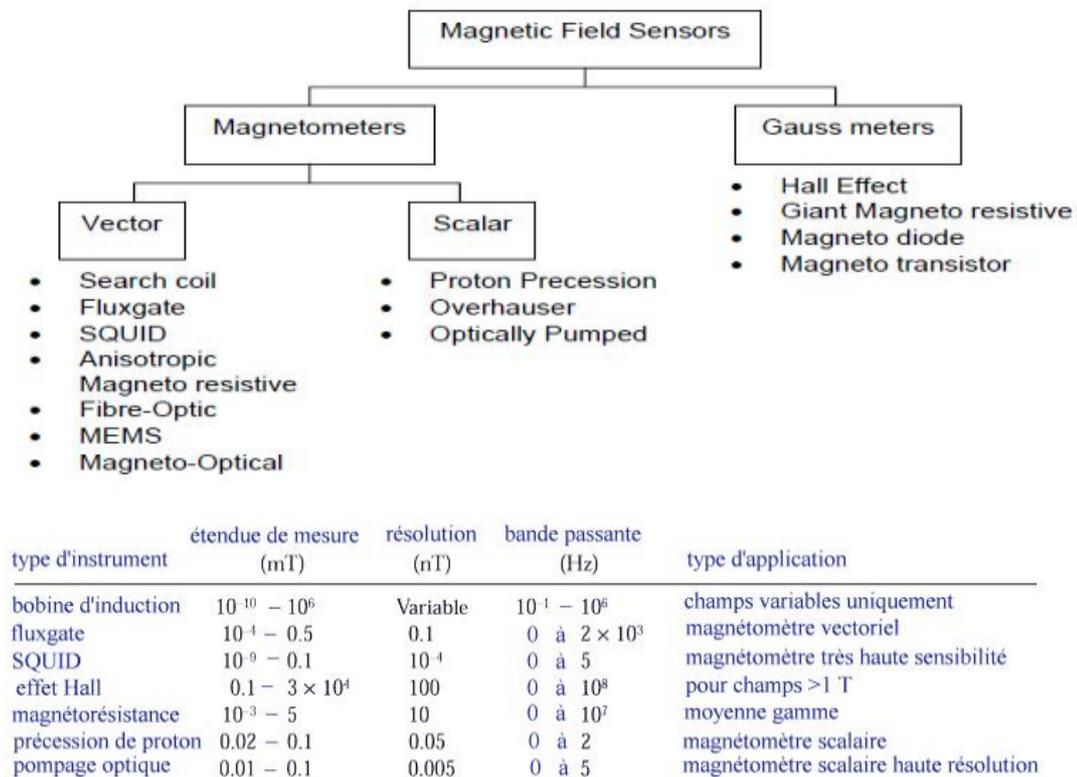 Magnetic Field Sensors
Magnetometers
Gauss meters
Vector
Scalar
• Search coil
• Fluxgate
• SQUID
• Anisotropic
Magneto resistive
• Fibre-Optic
• MEMS
• Magneto-Optical
• Proton Precession
• Overhauser
• Optically Pumped
• Hall Effect
• Giant Magneto resistive
• Magneto diode
• Magneto transistor
étendue de mesure résolution bande passante
type d'instrument (mT) (nT) (Hz) type d'application
bobine d'induction 10⁻¹⁰ – 10⁶ Variable 10⁻¹ – 10⁶ champs variables uniquement
fluxgate 10⁻⁴ – 0.5 0.1 0 à 2 × 10³ magnétomètre vectoriel
SQUID 10⁻⁹ – 0.1 10⁻⁴ 0 à 5 magnétomètre très haute sensibilité
effet Hall 0.1 – 3 × 10⁴ 100 0 à 10⁸ pour champs >1 T
magnétorésistance 10⁻³ – 5 10 0 à 10⁷ moyenne gamme
précession de proton 0.02 – 0.1 0.05 0 à 2 magnétomètre scalaire
pompage optique 0.01 – 0.1 0.005 0 à 5 magnétomètre scalaire haute résolution